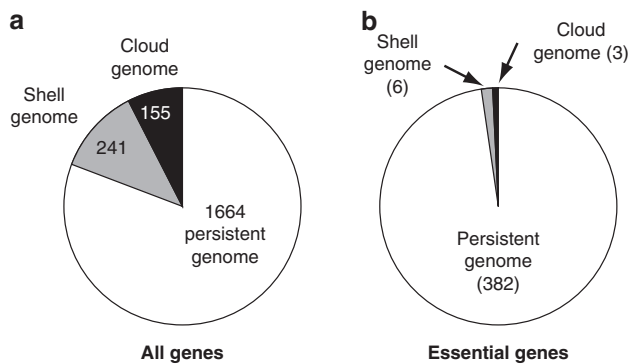 a
Cloud
genome
Shell
genome
155
241
1664
persistent
genome
All genes
b
Shell
genome
(6)
Cloud
genome (3)
Persistent
genome
(382)
Essential genes